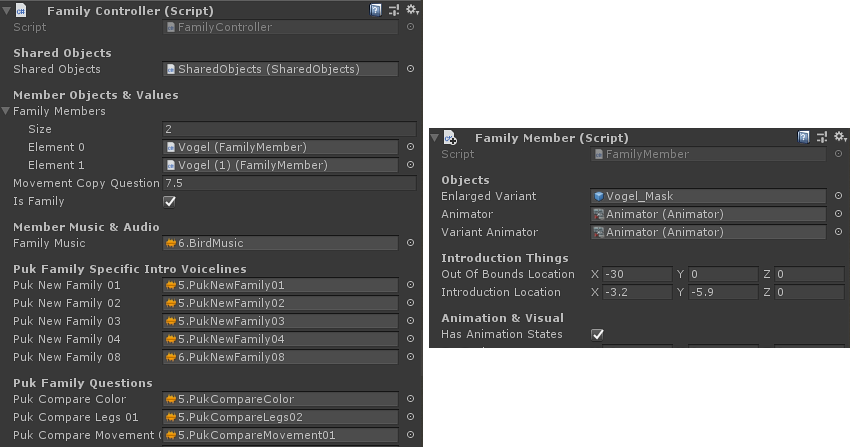 Family Controller (Script)
Script FamilyController
Shared Objects
Shared Objects SharedObjects (SharedObjects)
Member Objects & Values
Family Members
Size 2
Element 0 Vogel (FamilyMember)
Element 1 Vogel (1) (FamilyMember)
Movement Copy Question 7.5
Is Family
Member Music & Audio
Family Music 6.BirdMusic
Puk Family Specific Intro Voicelines
Puk New Family 01 5.PukNewFamily01
Puk New Family 02 5.PukNewFamily02
Puk New Family 03 5.PukNewFamily03
Puk New Family 04 5.PukNewFamily04
Puk New Family 08 6.PukNewFamily08
Puk Family Questions
Puk Compare Color 5.PukCompareColor
Puk Compare Legs 01 5.PukCompareLegs02
Puk Compare Movement 5.PukCompareMovement01
Family Member (Script)
Script FamilyMember
Objects
Enlarged Variant Vogel_Mask
Animator Animator (Animator)
Variant Animator Animator (Animator)
Introduction Things
Out Of Bounds Location X -30 Y 0 Z 0
Introduction Location X -3.2 Y -5.9 Z 0
Animation & Visual
Has Animation States